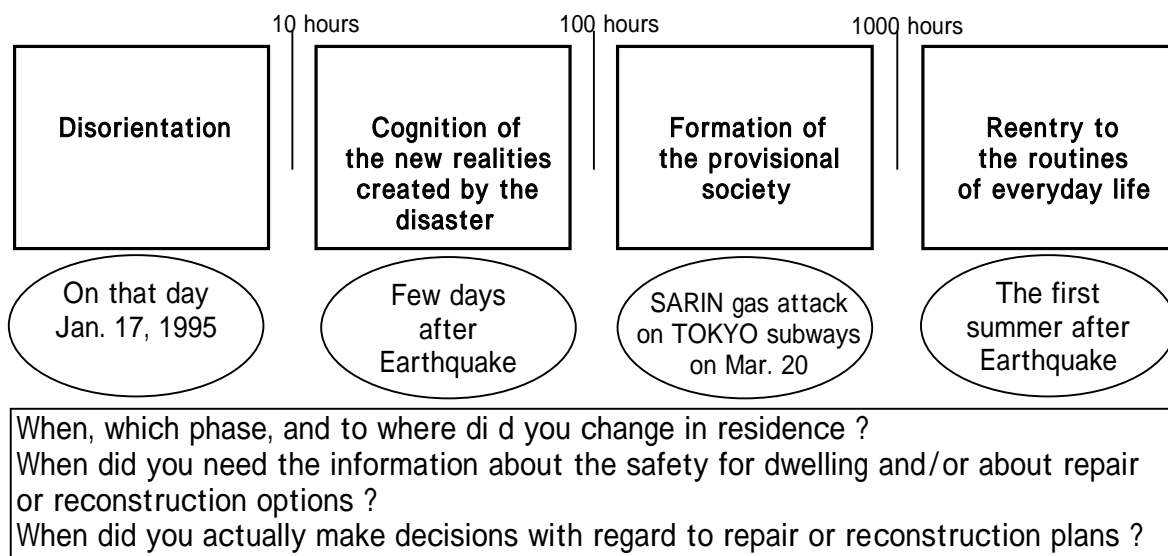 10 hours
100 hours
1000 hours
Disorientation
Cognition of
the new realities
created by the
disaster
Formation of
the provisional
society
Reentry to
the routines
of everyday life
On that day
Jan. 17, 1995
Few days
after
Earthquake
SARIN gas attack
on TOKYO subways
on Mar. 20
The first
summer after
Earthquake
When, which phase, and to where di d you change in residence ?
When did you need the information about the safety for dwelling and/or about repair
or reconstruction options ?
When did you actually make decisions with regard to repair or reconstruction plans ?